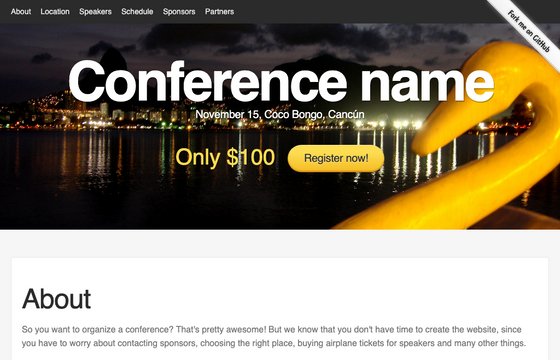 About Location Speakers Schedule Sponsors Partners
Fork me on GitHub
Conference name
November 15, Coco Bongo, Cancún
Only $100 Register now!
About
So you want to organize a conference? That's pretty awesome! But we know that you don't have time to create the website, since
you have to worry about contacting sponsors, choosing the right place, buying airplane tickets for speakers and many other things.